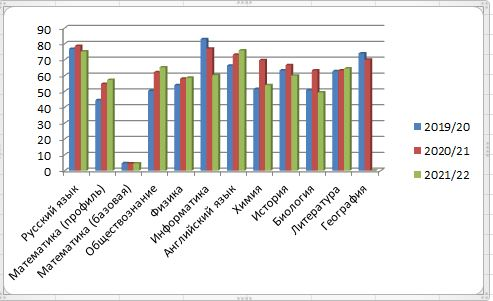 90
80
70
60
50
40
30
20
10
0
Русский язык
Математика (профиль)
Математика (базовая)
Обществознание
Физика
Информатика
Английский язык
Химия
История
Биология
Литература
География
2019/20
2020/21
2021/22